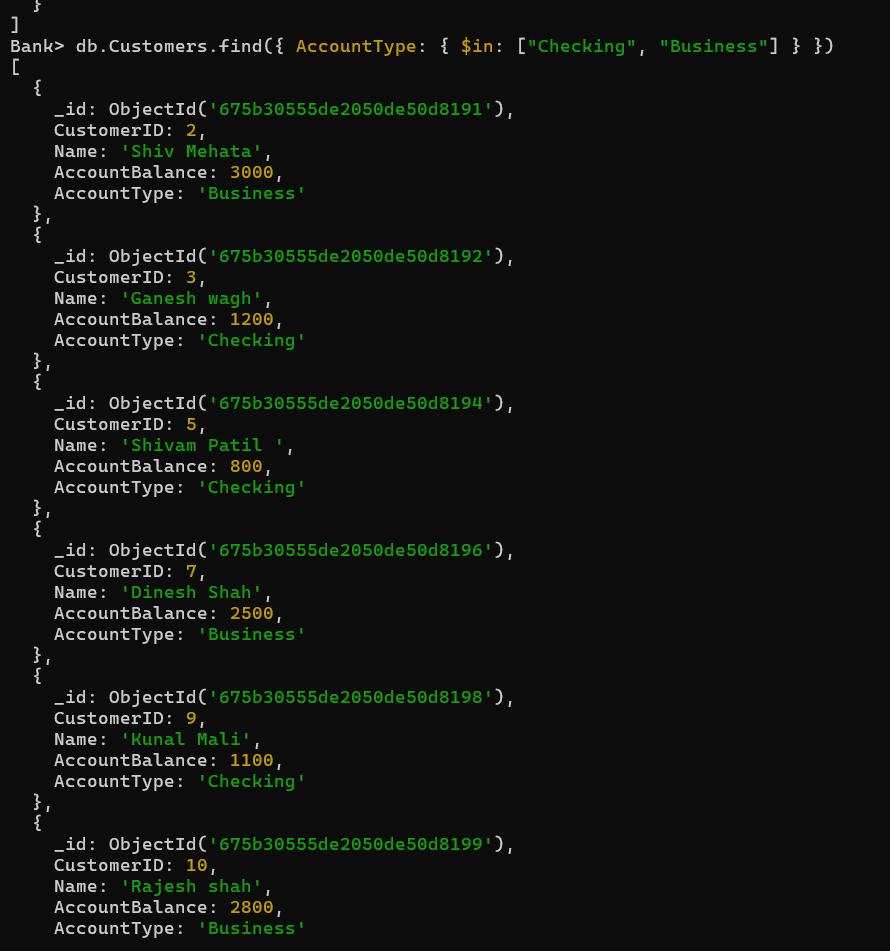 }
]
Bank> db.Customers.find({ AccountType: { $in: ["Checking", "Business"] } })
[
  {
    _id: ObjectId('675b30555de2050de50d8191'),
    CustomerID: 2,
    Name: 'Shiv Mehata',
    AccountBalance: 3000,
    AccountType: 'Business'
  },
  {
    _id: ObjectId('675b30555de2050de50d8192'),
    CustomerID: 3,
    Name: 'Ganesh wagh',
    AccountBalance: 1200,
    AccountType: 'Checking'
  },
  {
    _id: ObjectId('675b30555de2050de50d8194'),
    CustomerID: 5,
    Name: 'Shivam Patil ',
    AccountBalance: 800,
    AccountType: 'Checking'
  },
  {
    _id: ObjectId('675b30555de2050de50d8196'),
    CustomerID: 7,
    Name: 'Dinesh Shah',
    AccountBalance: 2500,
    AccountType: 'Business'
  },
  {
    _id: ObjectId('675b30555de2050de50d8198'),
    CustomerID: 9,
    Name: 'Kunal Mali',
    AccountBalance: 1100,
    AccountType: 'Checking'
  },
  {
    _id: ObjectId('675b30555de2050de50d8199'),
    CustomerID: 10,
    Name: 'Rajesh shah',
    AccountBalance: 2800,
    AccountType: 'Business'